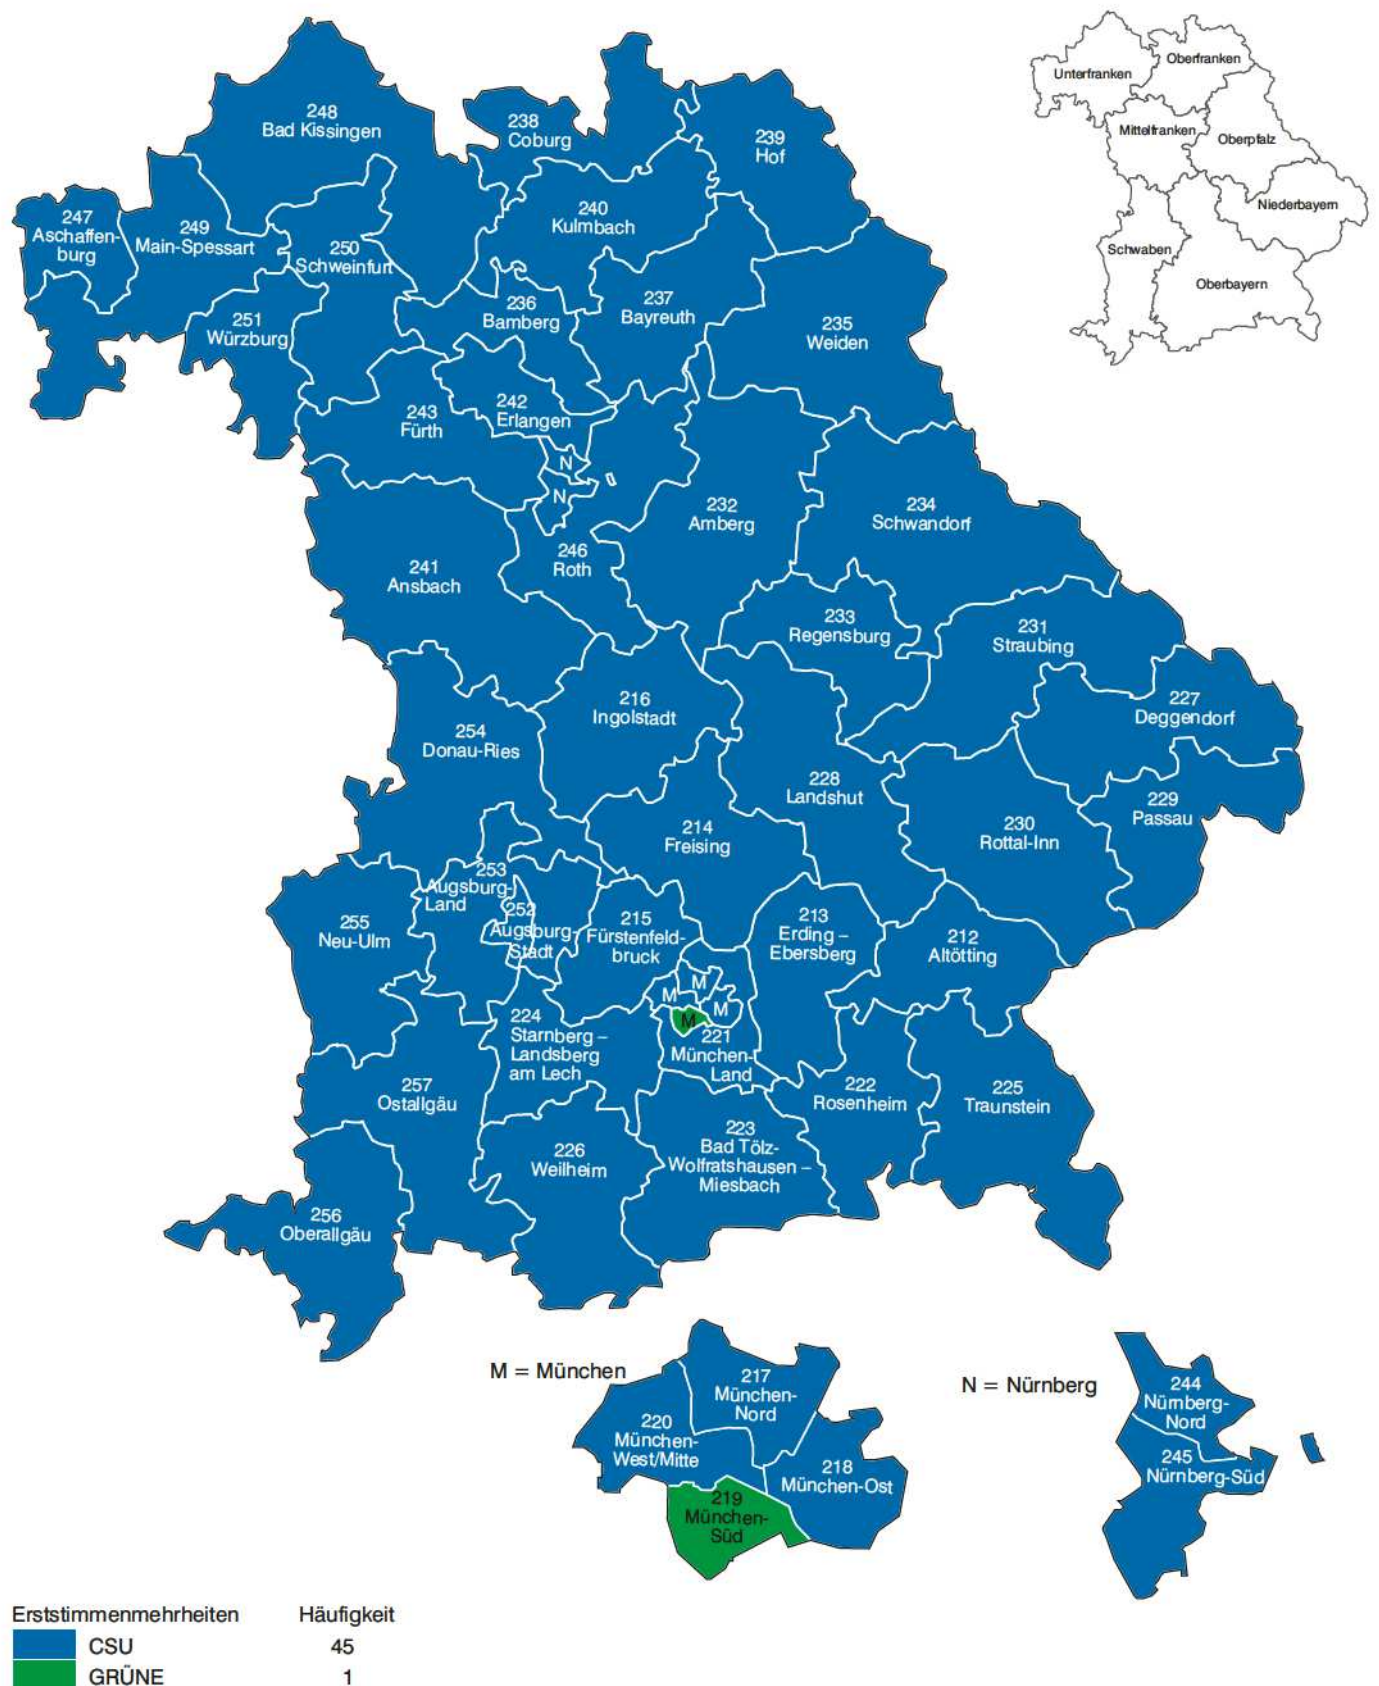 Unterfranken
Oberfranken
Mittelfranken
Oberpfalz
Niederbayern
Schwaben
Oberbayern
248
Bad Kissingen
238
Coburg
239
Hof
247
Aschaffen-
burg
249
Main-Spessart
240
Kulmbach
250
Schweinfurt
251
Würzburg
236
Bamberg
237
Bayreuth
235
Weiden
243
Fürth
242
Erlangen
N
N
232
Amberg
234
Schwandorf
241
Ansbach
246
Roth
233
Regensburg
231
Straubing
216
Ingolstadt
227
Deggendorf
254
Donau-Ries
228
Landshut
229
Passau
214
Freising
230
Rottal-Inn
253
Augsburg-
Land
252
Augsburg-
Stadt
255
Neu-Ulm
215
Fürstenfeld-
bruck
213
Erding –
Ebersberg
212
Altötting
M
M
M
M
224
Starnberg –
Landsberg
am Lech
221
München-
Land
257
Ostallgäu
222
Rosenheim
225
Traunstein
226
Weilheim
223
Bad Tölz-
Wolfratshausen –
Miesbach
256
Oberallgäu
M = München
217
München-
Nord
220
München-
West/Mitte
218
München-Ost
219
München-
Süd
N = Nürnberg
244
Nürnberg-
Nord
245
Nürnberg-Süd
Erststimmenmehrheiten Häufigkeit
CSU 45
GRÜNE 1